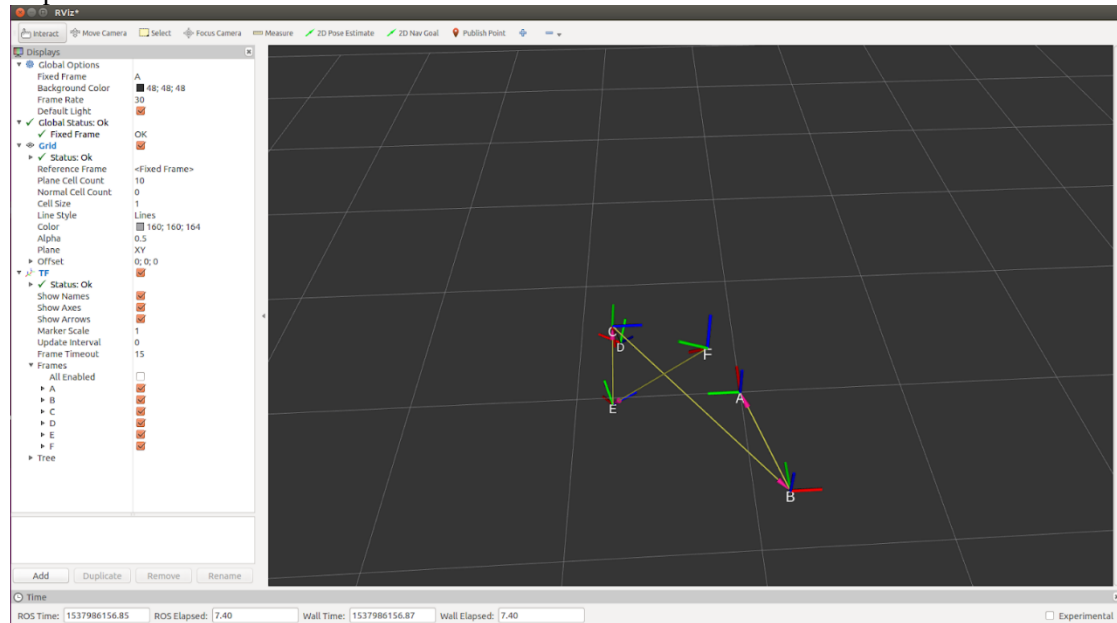 RViz*
Interact Move Camera Select Focus Camera Measure 2D Pose Estimate 2D Nav Goal Publish Point
Displays
Global Options
Fixed Frame A
Background Color 48; 48; 48
Frame Rate 30
Default Light
Global Status: Ok
Fixed Frame OK
Grid
Status: Ok
Reference Frame <Fixed Frame>
Plane Cell Count 10
Normal Cell Count 0
Cell Size 1
Line Style Lines
Color 160; 160; 164
Alpha 0.5
Plane XY
Offset 0; 0; 0
TF
Status: Ok
Show Names
Show Axes
Show Arrows
Marker Scale 1
Update Interval 0
Frame Timeout 15
Frames
All Enabled
A
B
C
D
E
F
Tree
C
D
F
A
E
B
Add Duplicate Remove Rename
Time
ROS Time: 1537986156.85 ROS Elapsed: 7.40 Wall Time: 1537986156.87 Wall Elapsed: 7.40 Experimental